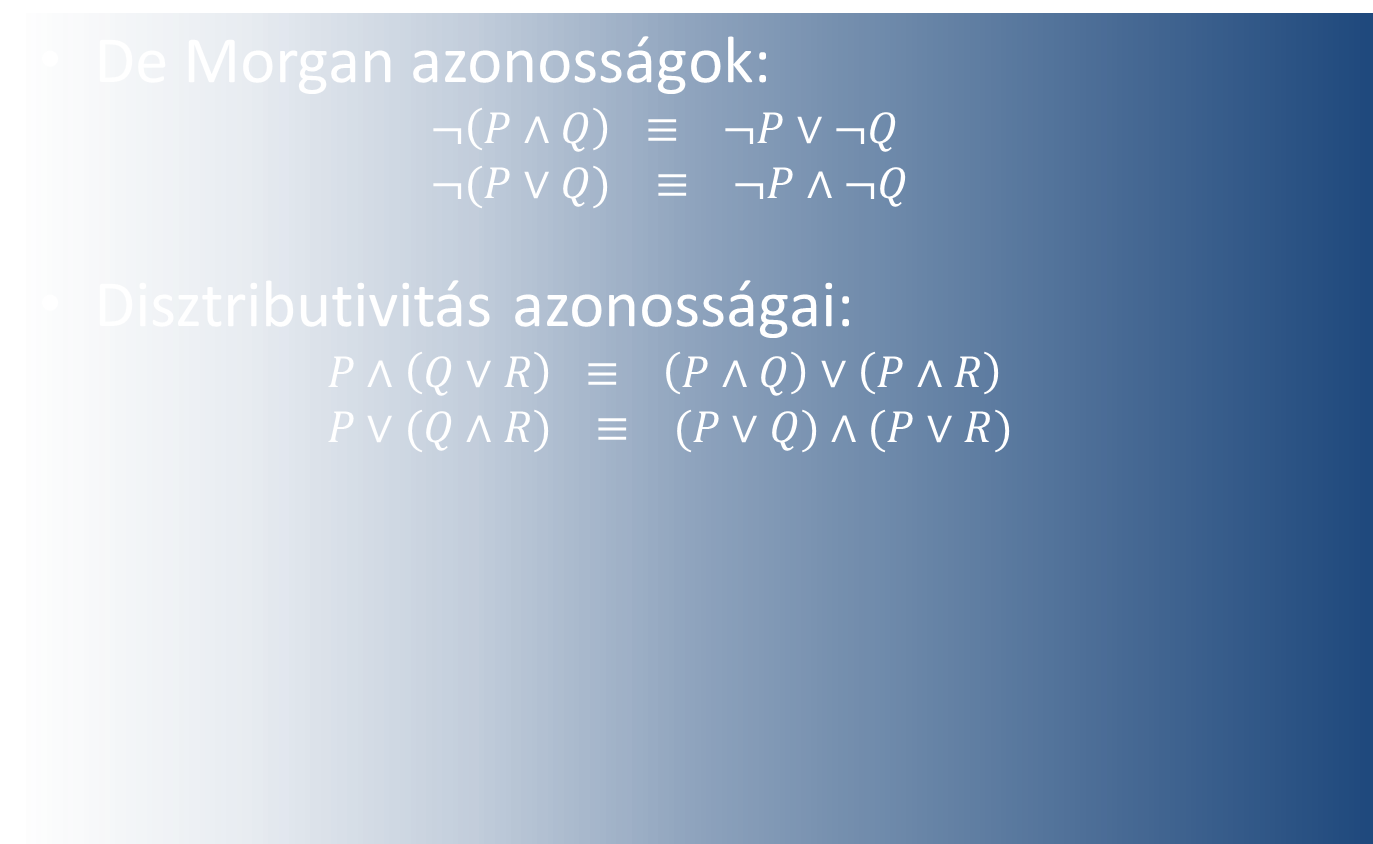 • De Morgan azonosságok:
¬(P ∧ Q) ≡ ¬P ∨ ¬Q
¬(P ∨ Q) ≡ ¬P ∧ ¬Q
• Disztributivitás azonosságai:
P ∧ (Q ∨ R) ≡ (P ∧ Q) ∨ (P ∧ R)
P ∨ (Q ∧ R) ≡ (P ∨ Q) ∧ (P ∨ R)